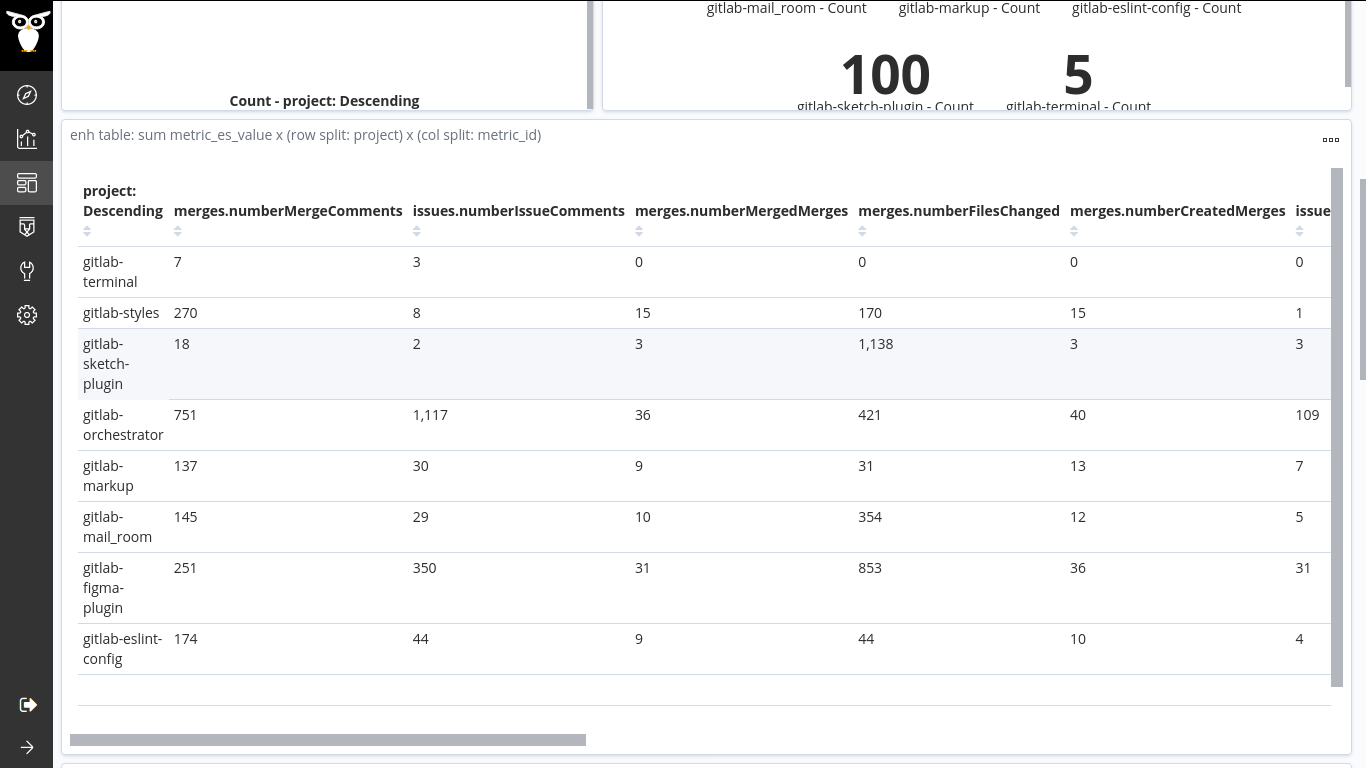 gitlab-mail_room - Count gitlab-markup - Count gitlab-eslint-config - Count
100 5
Count - project: Descending
gitlab-sketch-plugin - Count gitlab-terminal - Count
enh table: sum metric_es_value x (row split: project) x (col split: metric_id)
project:
Descending merges.numberMergeComments issues.numberIssueComments merges.numberMergedMerges merges.numberFilesChanged merges.numberCreatedMerges issue
gitlab- 7 3 0 0 0 0
terminal
gitlab-styles 270 8 15 170 15 1
gitlab- 18 2 3 1,138 3 3
sketch-
plugin
gitlab- 751 1,117 36 421 40 109
orchestrator
gitlab- 137 30 9 31 13 7
markup
gitlab- 145 29 10 354 12 5
mail_room
gitlab- 251 350 31 853 36 31
figma-
plugin
gitlab-eslint- 174 44 9 44 10 4
config